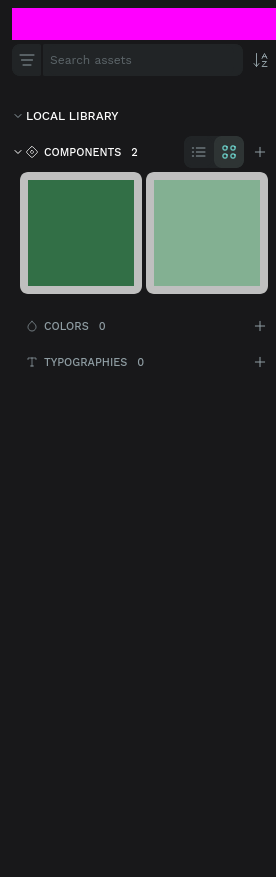 Search assets
LOCAL LIBRARY
COMPONENTS 2
COLORS 0
TYPOGRAPHIES 0